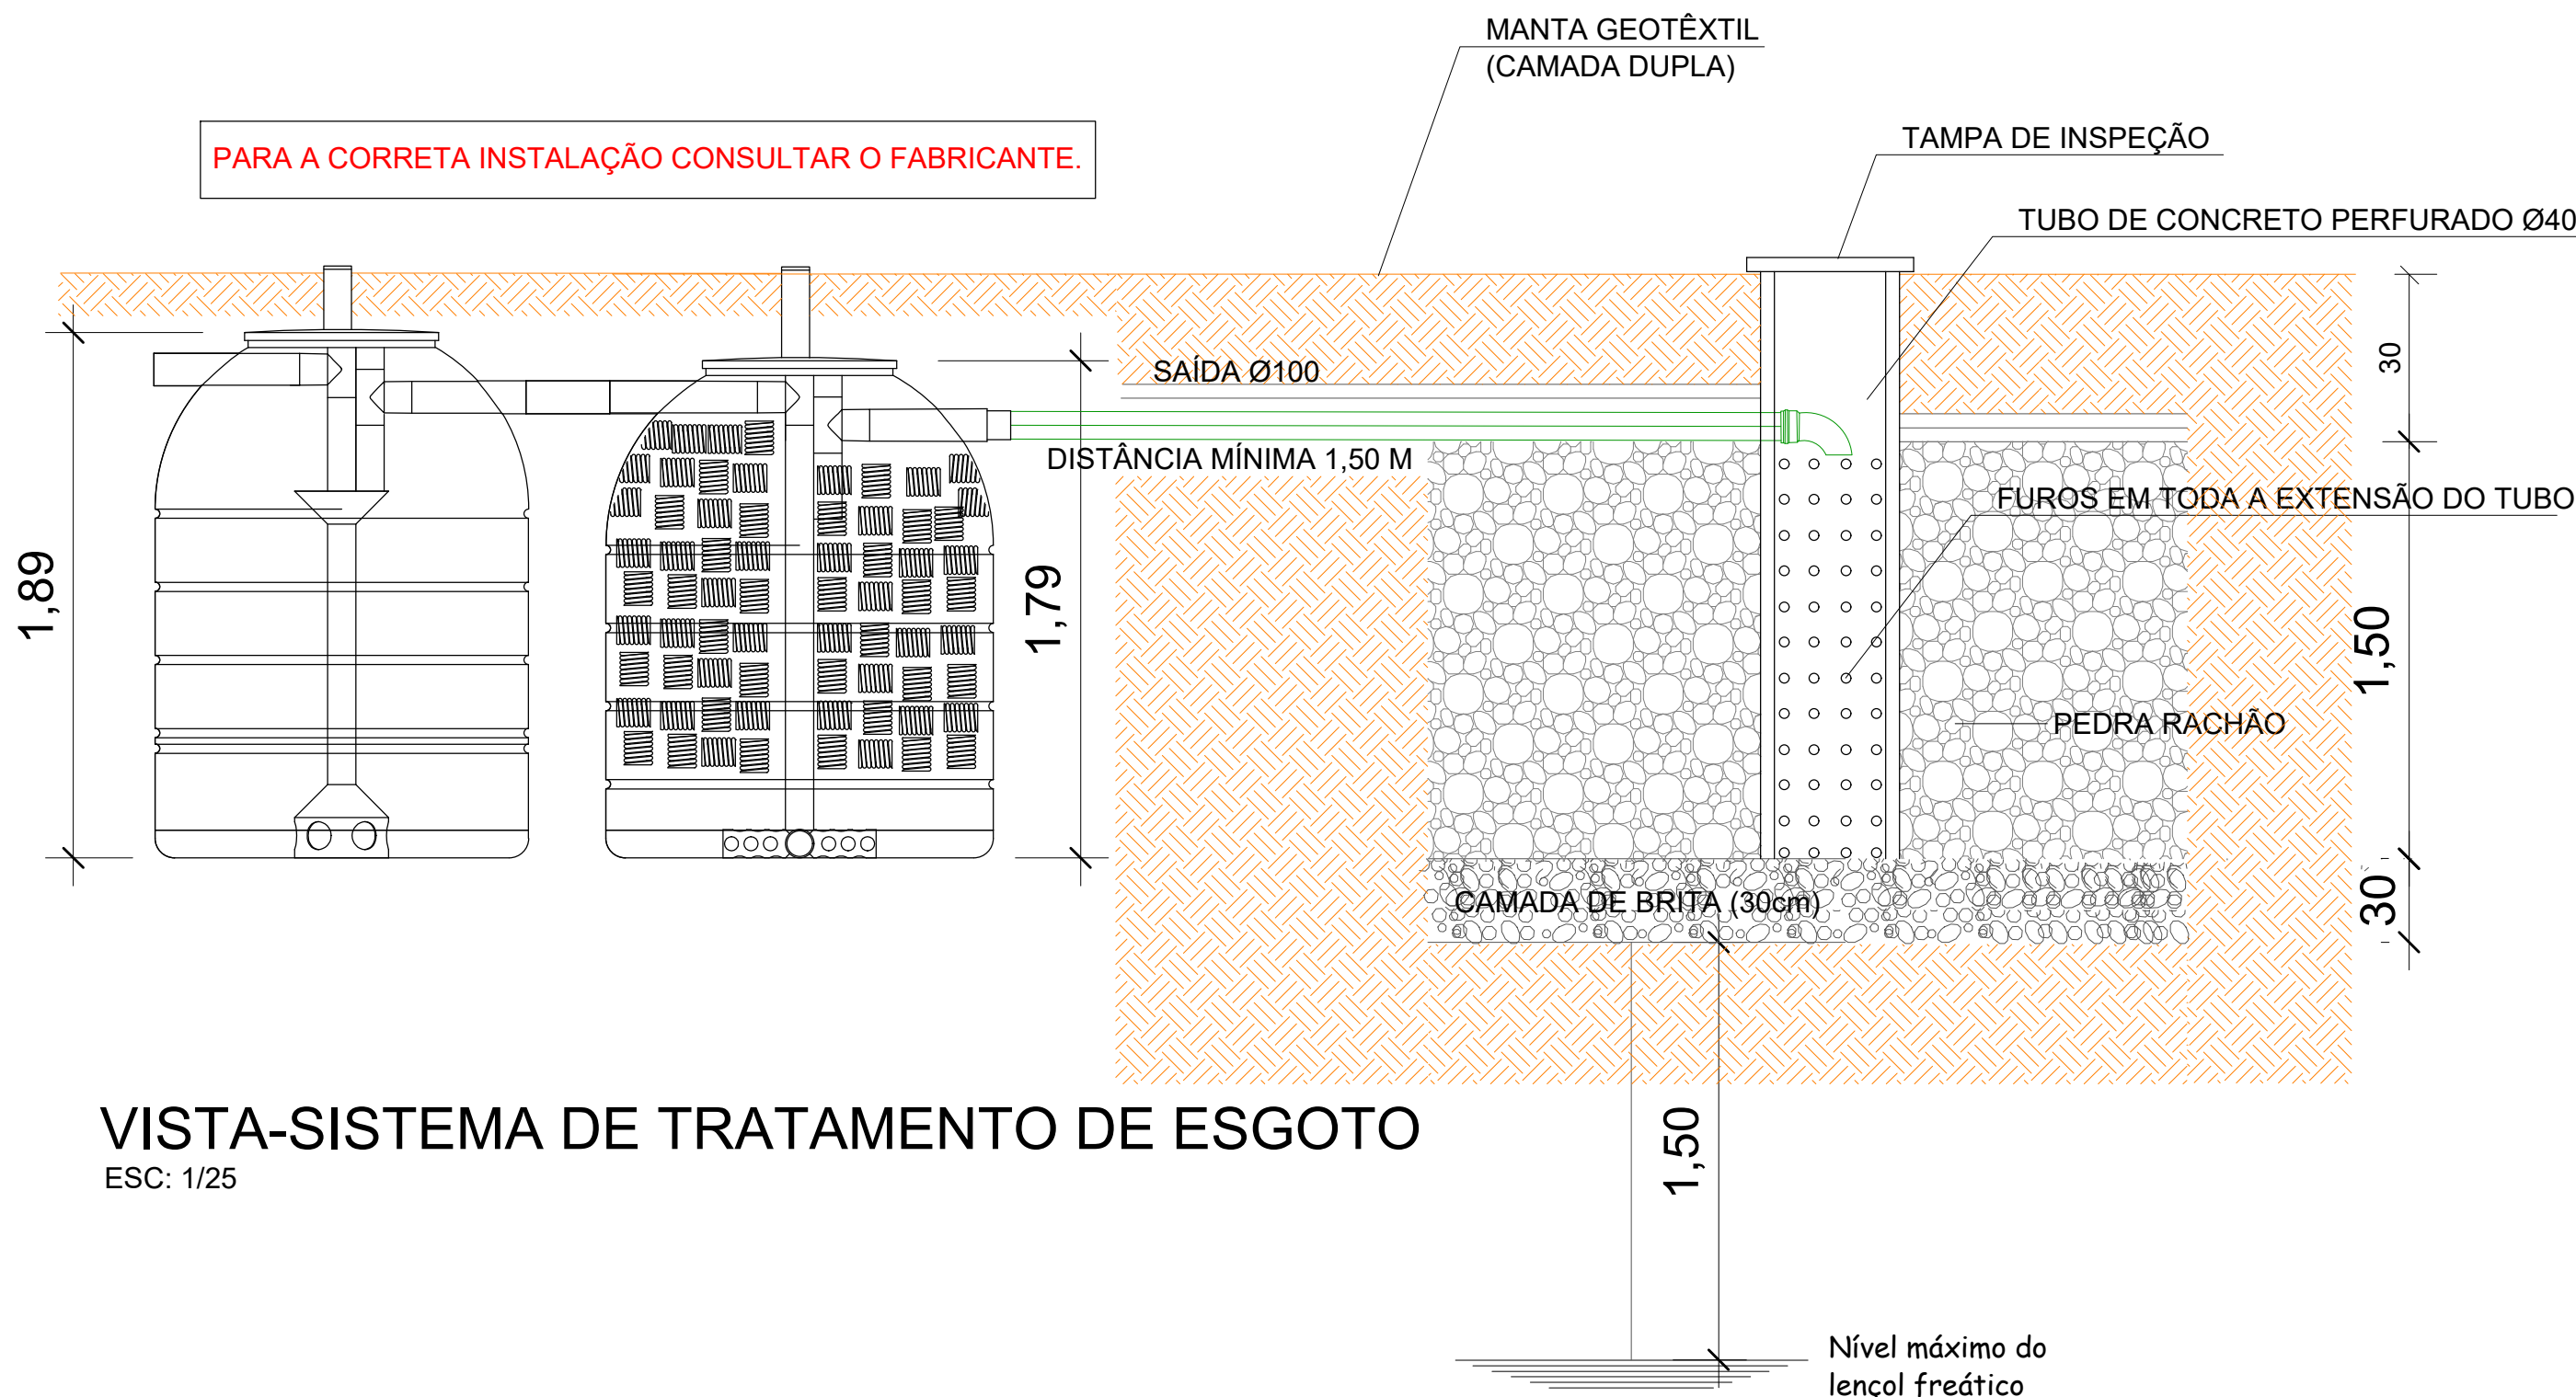 MANTA GEOTÊXTIL
(CAMADA DUPLA)
TAMPA DE INSPEÇÃO
PARA A CORRETA INSTALAÇÃO CONSULTAR O FABRICANTE.
TUBO DE CONCRETO PERFURADO Ø40
30
SAÍDA Ø100
DISTÂNCIA MÍNIMA 1,50 M
FUROS EM TODA A EXTENSÃO DO TUBO
1,89
1,79
1,50
PEDRA RACHÃO
CAMADA DE BRITA (30cm)
30
VISTA-SISTEMA DE TRATAMENTO DE ESGOTO
ESC: 1/25
1,50
Nível máximo do
lençol freático